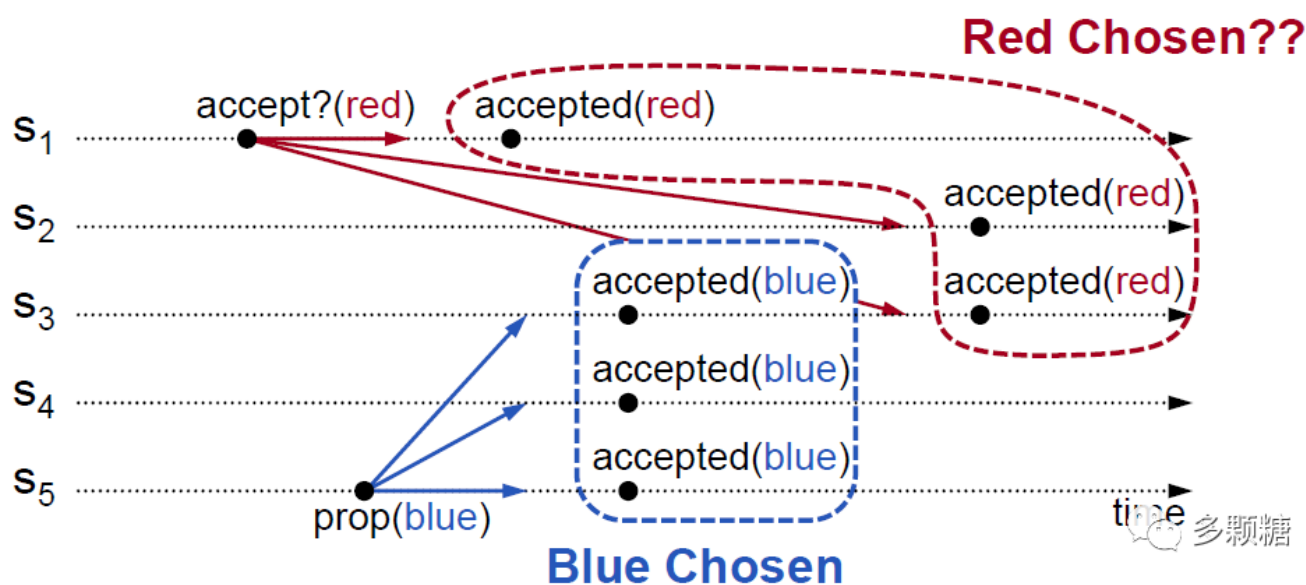 Red Chosen??
accept?(red) accepted(red)
s1
accepted(red)
s2
accepted(blue) accepted(red)
s3
accepted(blue)
s4
accepted(blue)
s5
prop(blue) time
多颗糖
Blue Chosen